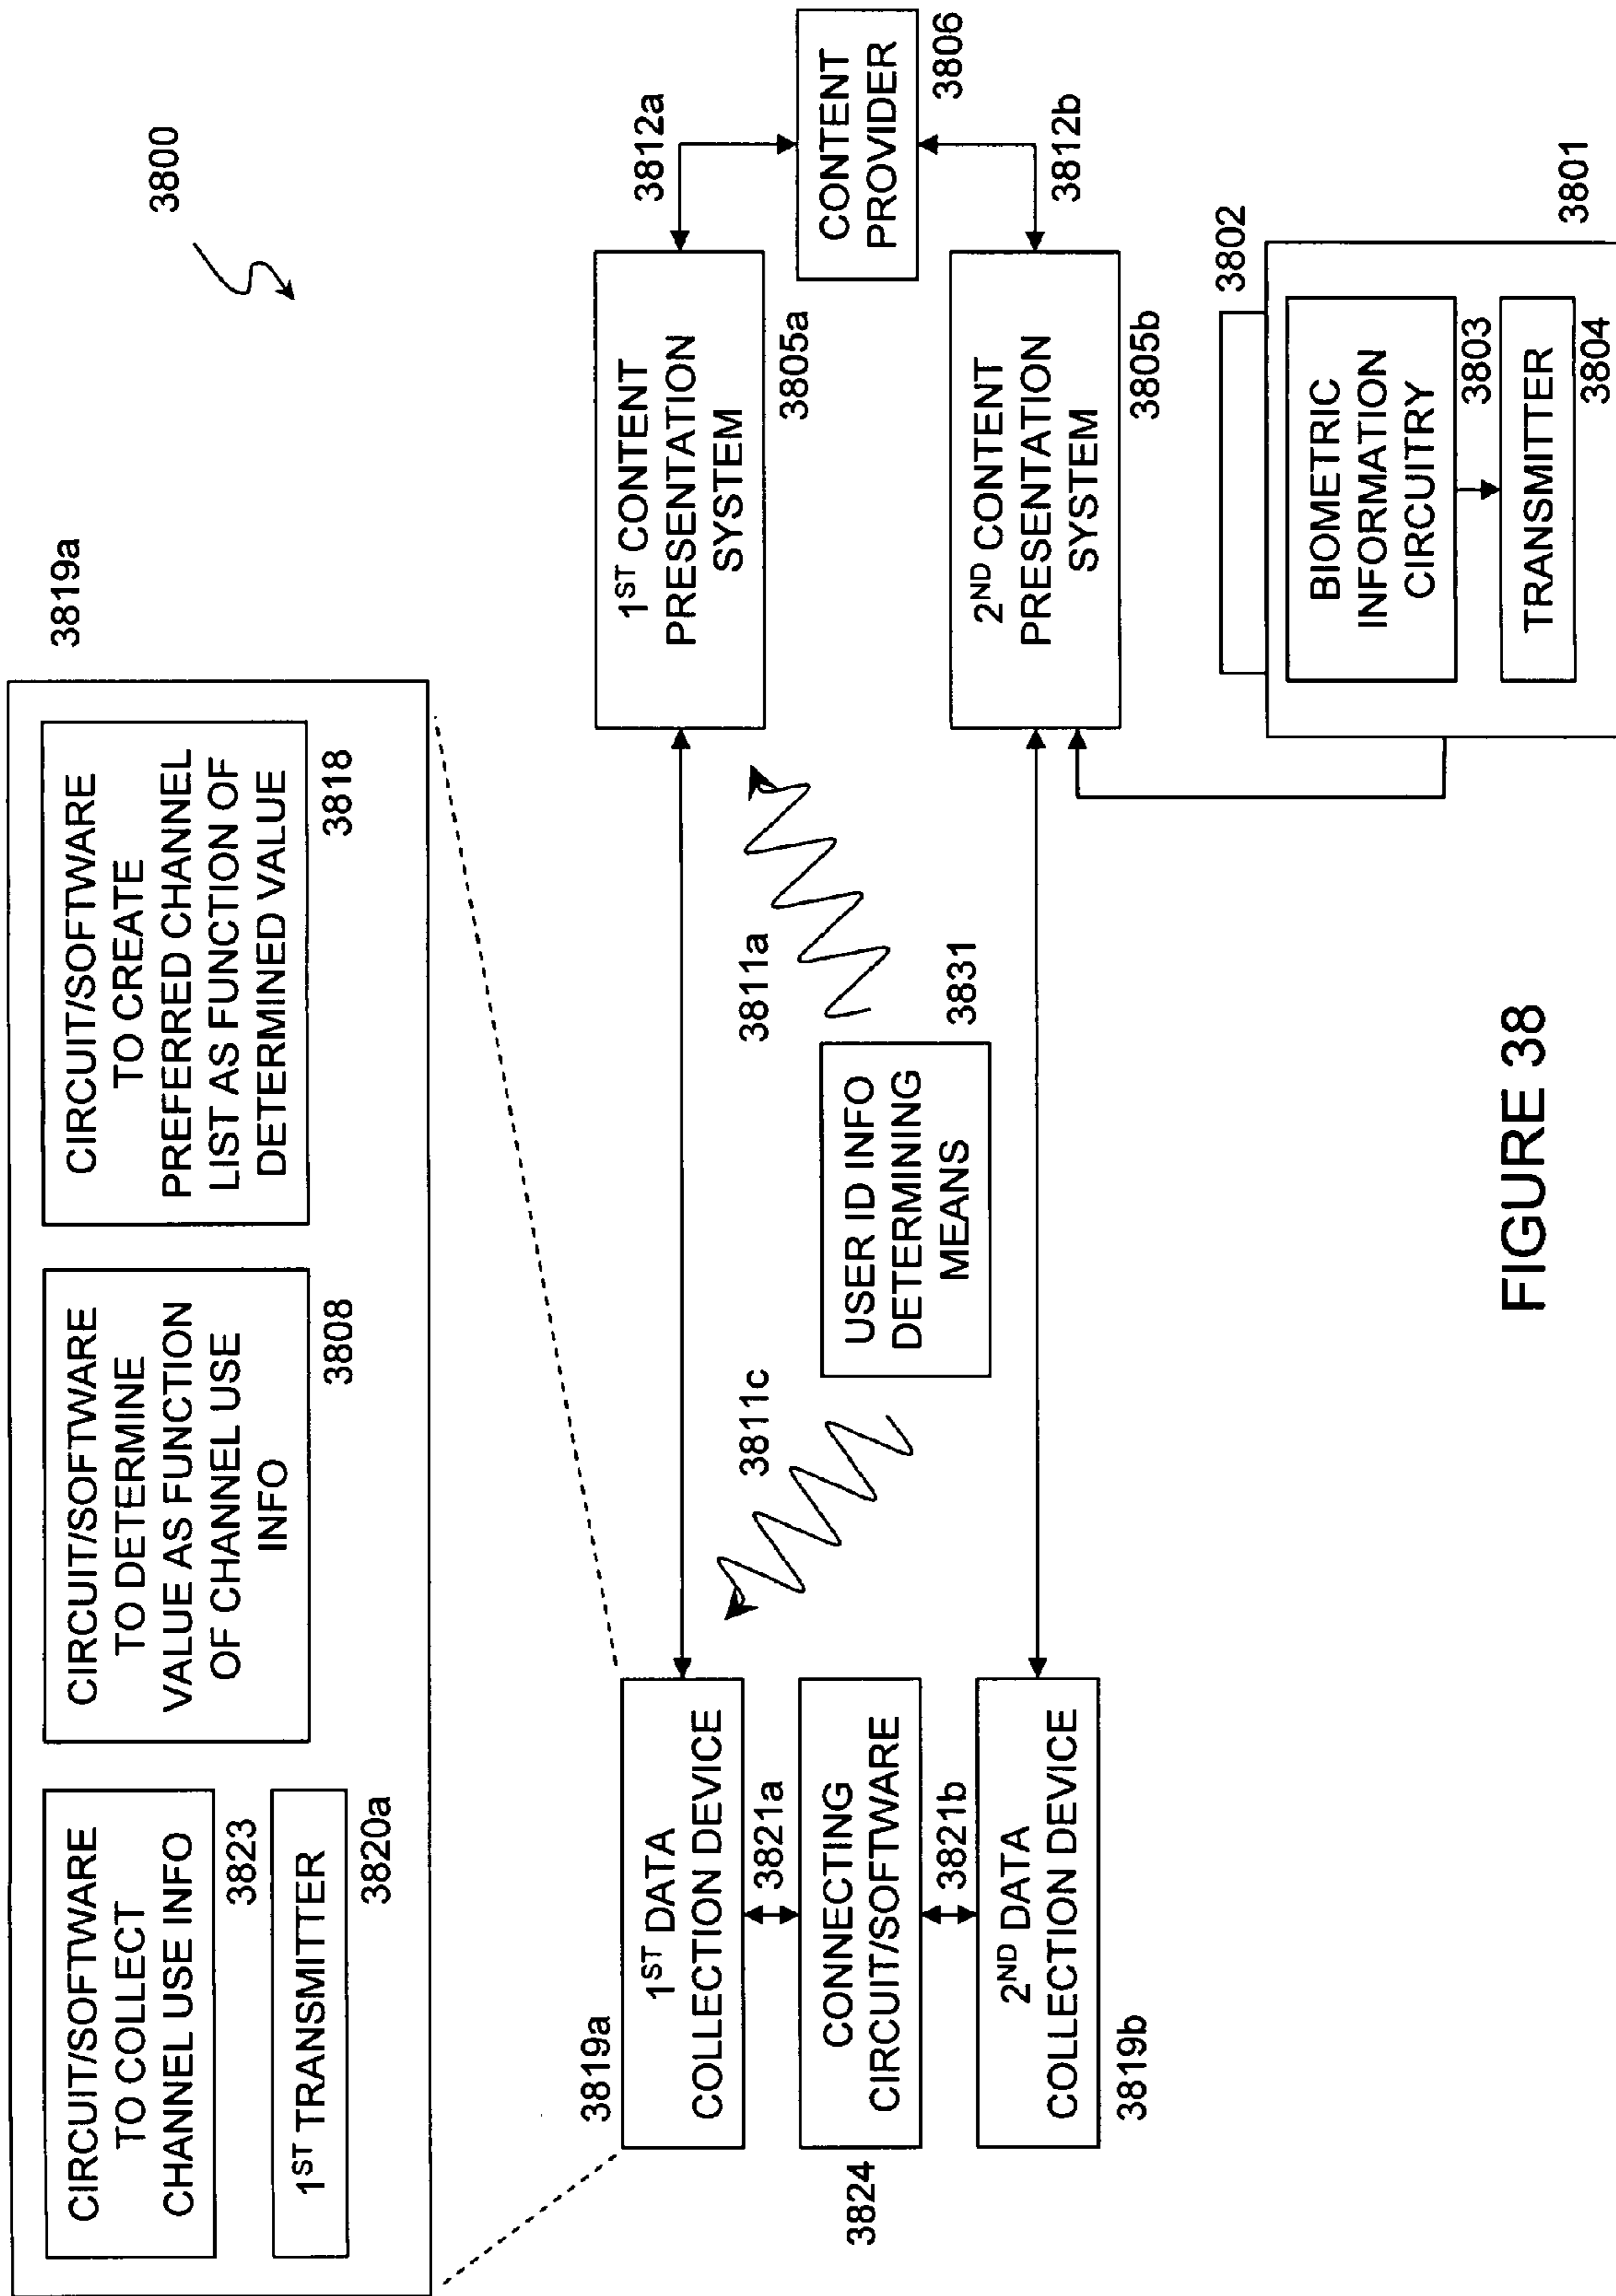 3800
3819a
CIRCUIT/SOFTWARE
TO COLLECT
CHANNEL USE INFO
3823
1ST TRANSMITTER
3820a
CIRCUIT/SOFTWARE
TO DETERMINE
VALUE AS FUNCTION
OF CHANNEL USE
INFO
3808
CIRCUIT/SOFTWARE
TO CREATE
PREFERRED CHANNEL
LIST AS FUNCTION OF
DETERMINED VALUE
3818
3819a
1ST DATA
COLLECTION DEVICE
3821a
3824
CONNECTING
CIRCUIT/SOFTWARE
3821b
2ND DATA
COLLECTION DEVICE
3819b
3811c
3811a
USER ID INFO
DETERMINING
MEANS
3831
1ST CONTENT
PRESENTATION
SYSTEM
3805a
3812a
CONTENT
PROVIDER
3806
3812b
2ND CONTENT
PRESENTATION
SYSTEM
3805b
3802
BIOMETRIC
INFORMATION
CIRCUITRY
3803
TRANSMITTER
3804
3801
FIGURE 38